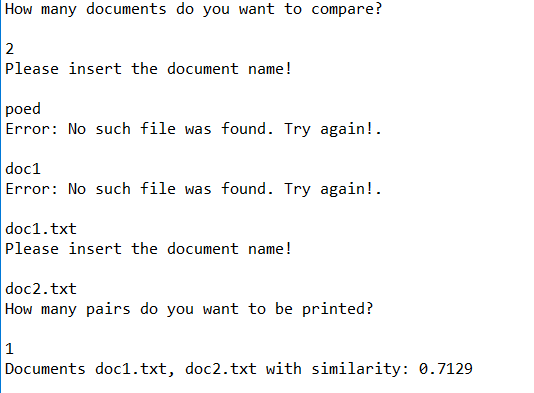 How many documents do you want to compare?
2
Please insert the document name!
poed
Error: No such file was found. Try again!.
doc1
Error: No such file was found. Try again!.
doc1.txt
Please insert the document name!
doc2.txt
How many pairs do you want to be printed?
1
Documents doc1.txt, doc2.txt with similarity: 0.7129